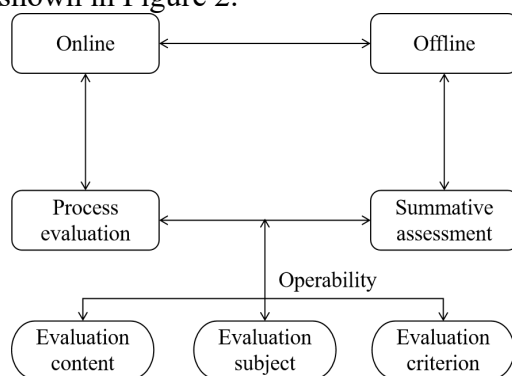 shown in Figure 2.
Online
Offline
Process
evaluation
Summative
assessment
Operability
Evaluation
content
Evaluation
subject
Evaluation
criterion